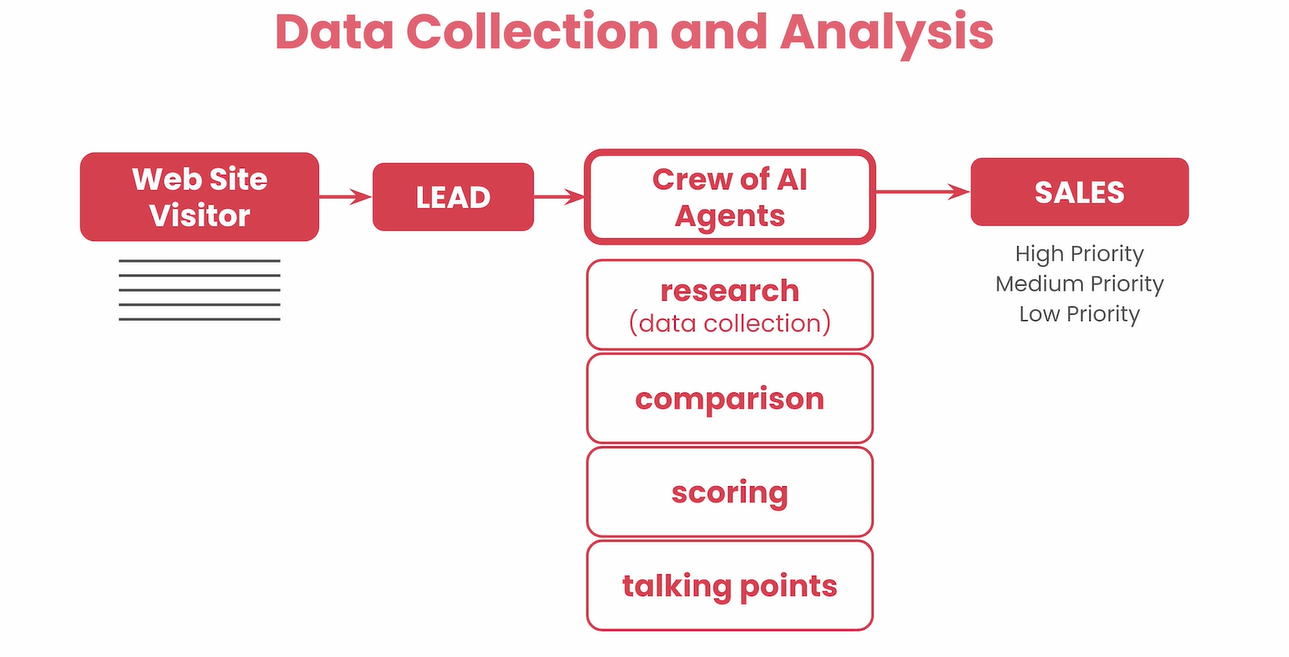 Data Collection and Analysis
Web Site
Visitor
LEAD
Crew of AI
Agents
SALES
High Priority
Medium Priority
Low Priority
research
(data collection)
comparison
scoring
talking points